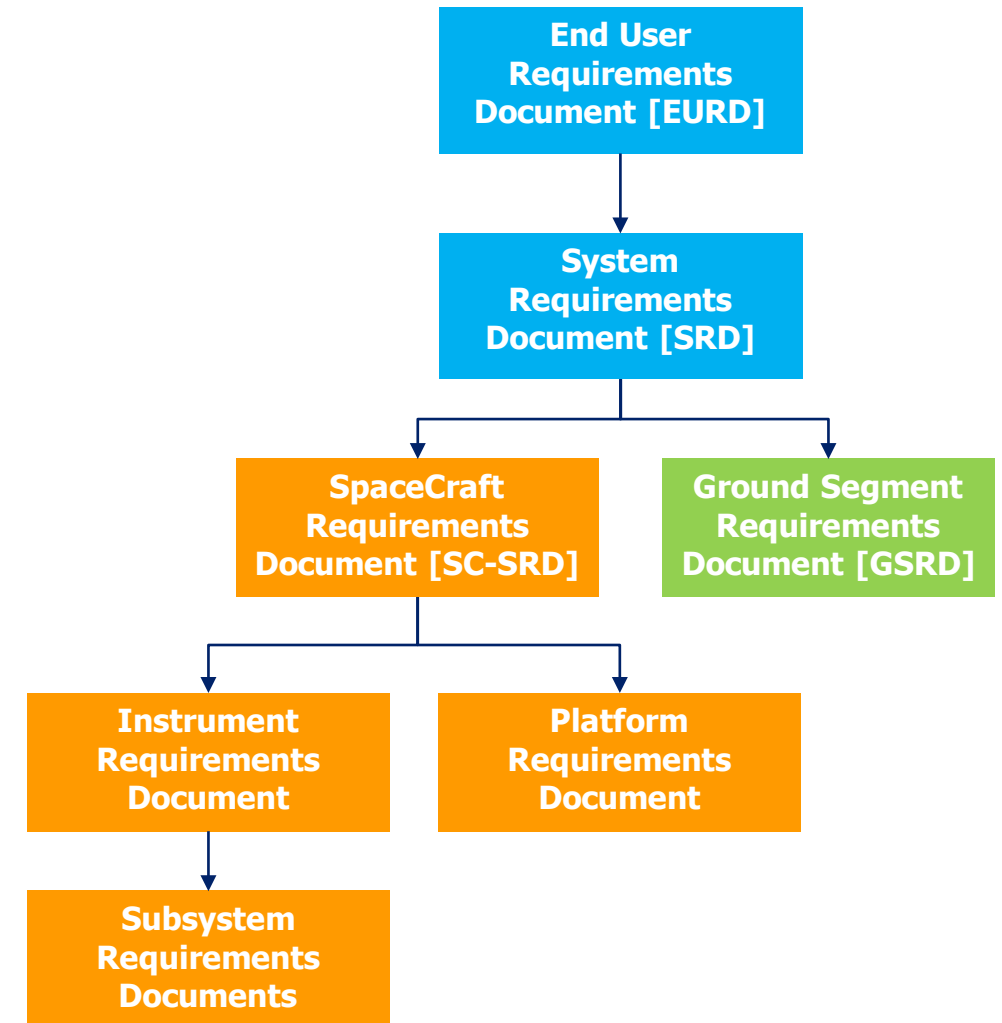 End User
Requirements
Document [EURD]
System
Requirements
Document [SRD]
SpaceCraft
Requirements
Document [SC-SRD]
Ground Segment
Requirements
Document [GSRD]
Instrument
Requirements
Document
Platform
Requirements
Document
Subsystem
Requirements
Documents